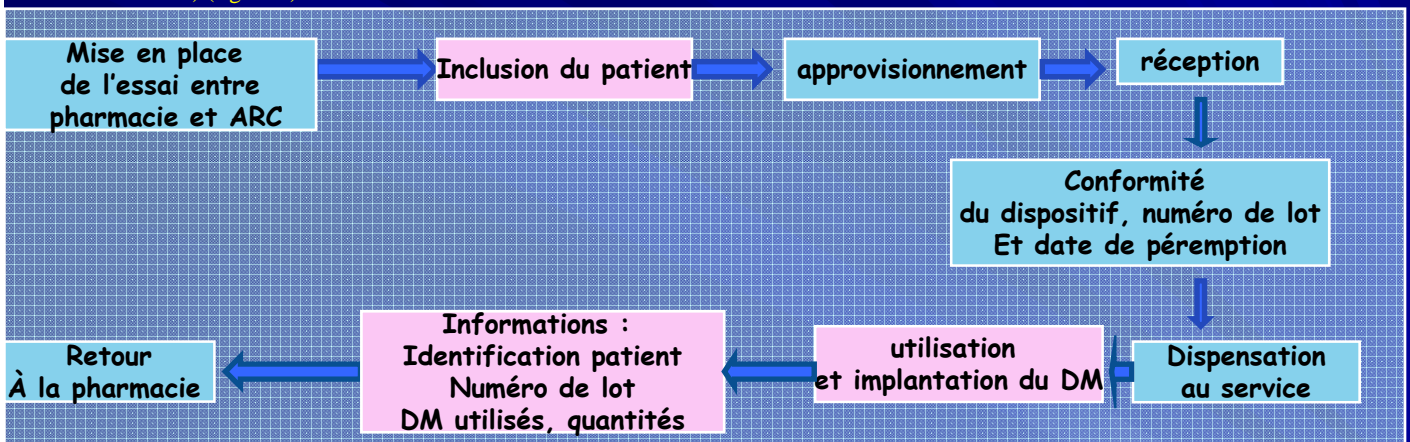 Mise en place
de l'essai entre
pharmacie et ARC
Inclusion du patient
approvisionnement
réception
Conformité
du dispositif, numéro de lot
Et date de péremption
Dispensation
au service
utilisation
et implantation du DM
Informations :
Identification patient
Numéro de lot
DM utilisés, quantités
Retour
À la pharmacie